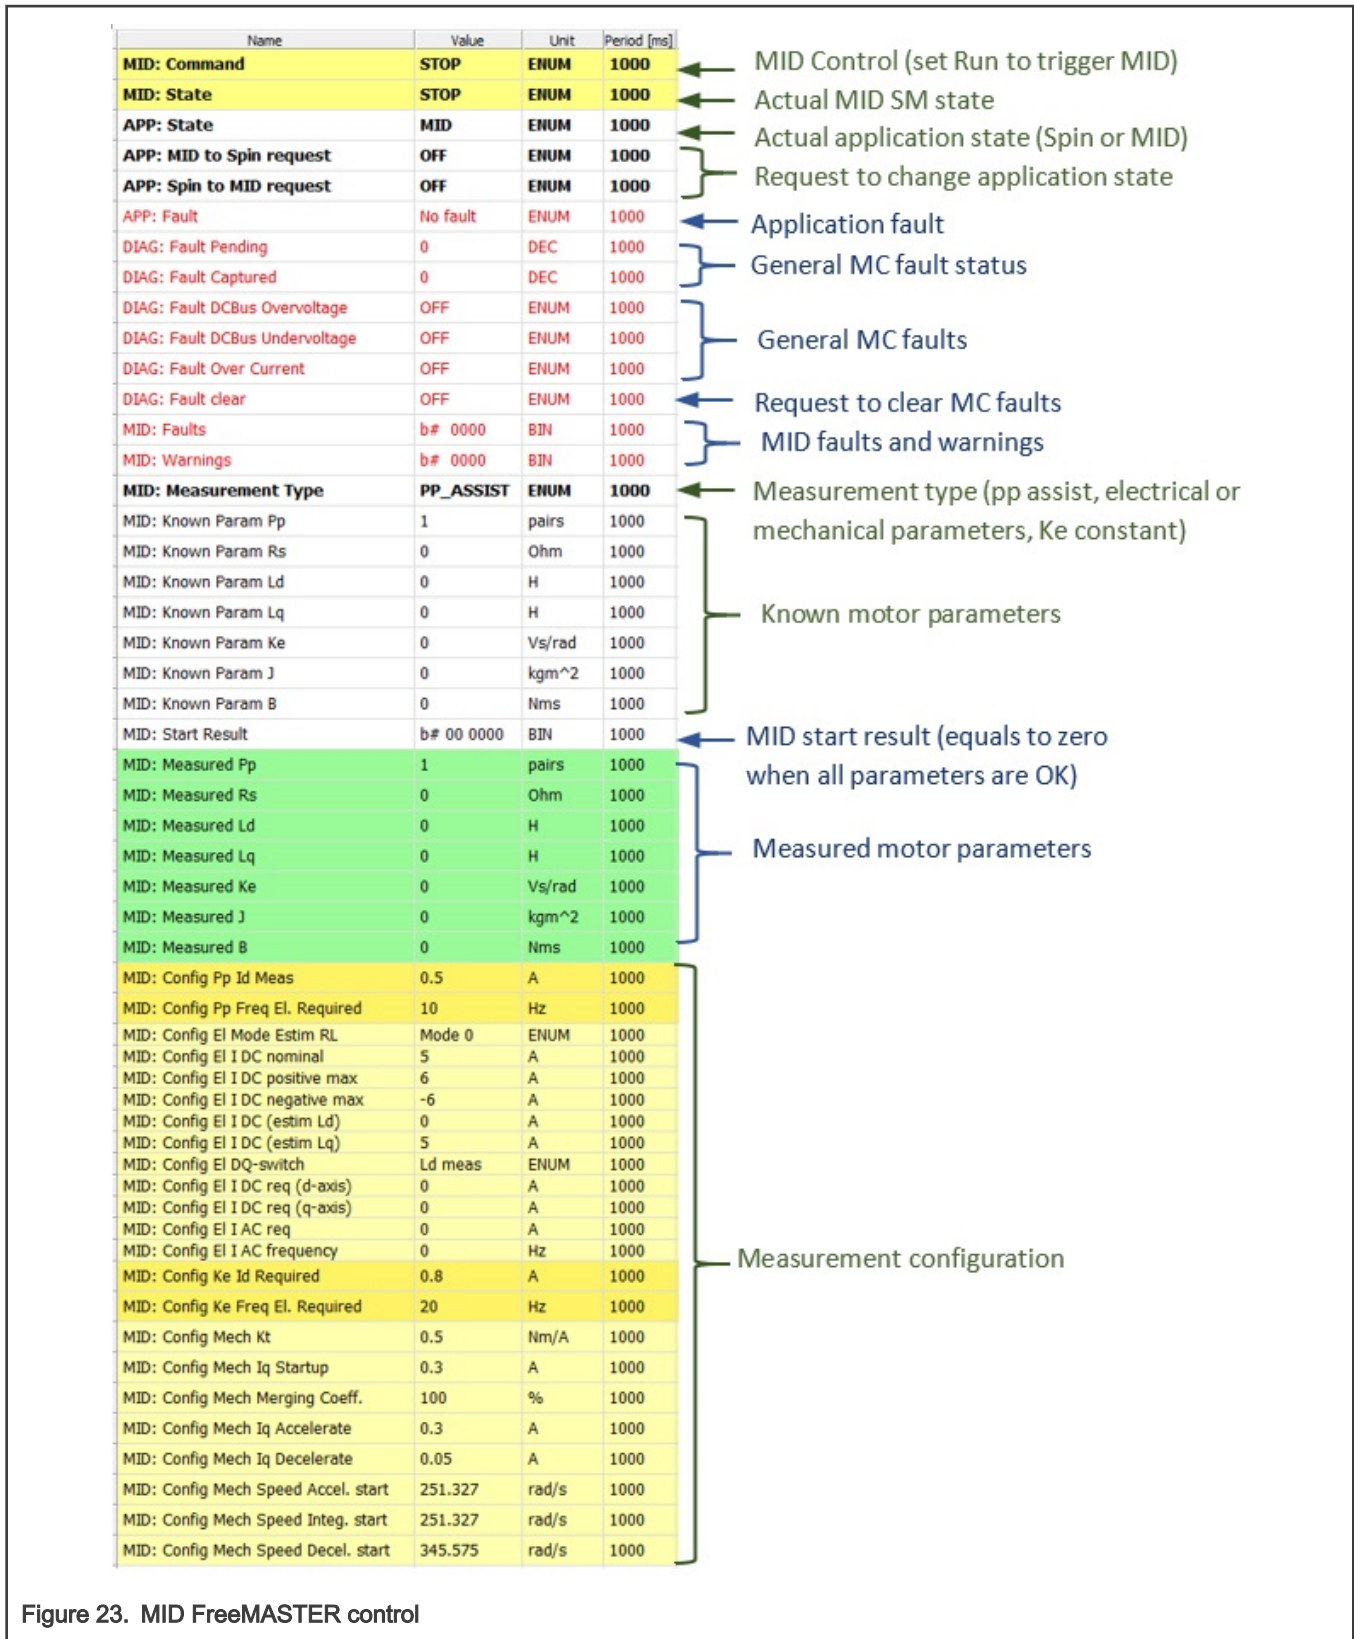 Name Value Unit Period [ms]
MID: Command STOP ENUM 1000
MID: State STOP ENUM 1000
APP: State MID ENUM 1000
APP: MID to Spin request OFF ENUM 1000
APP: Spin to MID request OFF ENUM 1000
APP: Fault No fault ENUM 1000
DIAG: Fault Pending 0 DEC 1000
DIAG: Fault Captured 0 DEC 1000
DIAG: Fault DCBus Overvoltage OFF ENUM 1000
DIAG: Fault DCBus Undervoltage OFF ENUM 1000
DIAG: Fault Over Current OFF ENUM 1000
DIAG: Fault clear OFF ENUM 1000
MID: Faults b# 0000 BIN 1000
MID: Warnings b# 0000 BIN 1000
MID: Measurement Type PP_ASSIST ENUM 1000
MID: Known Param Pp 1 pairs 1000
MID: Known Param Rs 0 Ohm 1000
MID: Known Param Ld 0 H 1000
MID: Known Param Lq 0 H 1000
MID: Known Param Ke 0 Vs/rad 1000
MID: Known Param J 0 kgm^2 1000
MID: Known Param B 0 Nms 1000
MID: Start Result b# 00 0000 BIN 1000
MID: Measured Pp 1 pairs 1000
MID: Measured Rs 0 Ohm 1000
MID: Measured Ld 0 H 1000
MID: Measured Lq 0 H 1000
MID: Measured Ke 0 Vs/rad 1000
MID: Measured J 0 kgm^2 1000
MID: Measured B 0 Nms 1000
MID: Config Pp Id Meas 0.5 A 1000
MID: Config Pp Freq El. Required 10 Hz 1000
MID: Config El Mode Estim RL Mode 0 ENUM 1000
MID: Config El I DC nominal 5 A 1000
MID: Config El I DC positive max 6 A 1000
MID: Config El I DC negative max -6 A 1000
MID: Config El I DC (estim Ld) 0 A 1000
MID: Config El I DC (estim Lq) 5 A 1000
MID: Config El DQ-switch Ld meas ENUM 1000
MID: Config El I DC req (d-axis) 0 A 1000
MID: Config El I DC req (q-axis) 0 A 1000
MID: Config El I AC req 0 A 1000
MID: Config El I AC frequency 0 Hz 1000
MID: Config Ke Id Required 0.8 A 1000
MID: Config Ke Freq El. Required 20 Hz 1000
MID: Config Mech Kt 0.5 Nm/A 1000
MID: Config Mech Iq Startup 0.3 A 1000
MID: Config Mech Merging Coeff. 100 % 1000
MID: Config Mech Iq Accelerate 0.3 A 1000
MID: Config Mech Iq Decelerate 0.05 A 1000
MID: Config Mech Speed Accel. start 251.327 rad/s 1000
MID: Config Mech Speed Integ. start 251.327 rad/s 1000
MID: Config Mech Speed Decel. start 345.575 rad/s 1000
MID Control (set Run to trigger MID)
Actual MID SM state
Actual application state (Spin or MID)
Request to change application state
Application fault
General MC fault status
General MC faults
Request to clear MC faults
MID faults and warnings
Measurement type (pp assist, electrical or
mechanical parameters, Ke constant)
Known motor parameters
MID start result (equals to zero
when all parameters are OK)
Measured motor parameters
Measurement configuration
Figure 23. MID FreeMASTER control